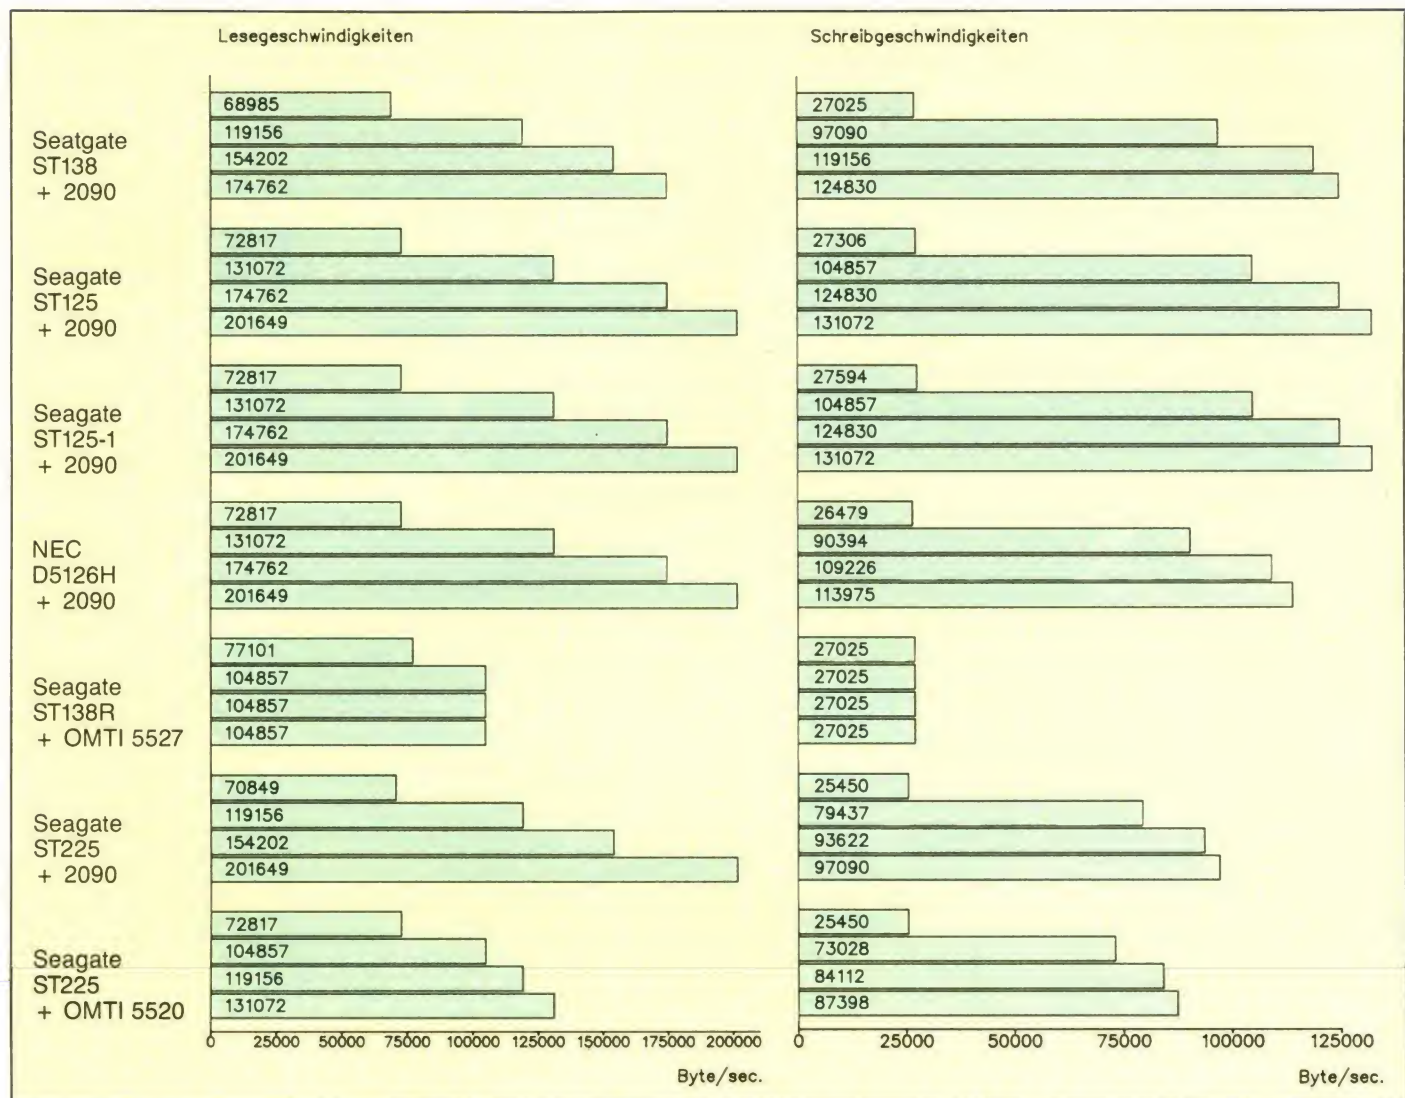 Lesegeschwindigkeiten
Schreibgeschwindigkeiten
Seatgate
ST138
+ 2090
68985
119156
154202
174762
27025
97090
119156
124830
Seagate
ST125
+ 2090
72817
131072
174762
201649
27306
104857
124830
131072
Seagate
ST125-1
+ 2090
72817
131072
174762
201649
27594
104857
124830
131072
NEC
D5126H
+ 2090
72817
131072
174762
201649
26479
90394
109226
113975
Seagate
ST138R
+ OMTI 5527
77101
104857
104857
104857
27025
27025
27025
27025
Seagate
ST225
+ 2090
70849
119156
154202
201649
25450
79437
93622
97090
Seagate
ST225
+ OMTI 5520
72817
104857
119156
131072
25450
73028
84112
87398
0 25000 50000 75000 100000 125000 150000 175000 200000
Byte/sec.
0 25000 50000 75000 100000 125000
Byte/sec.